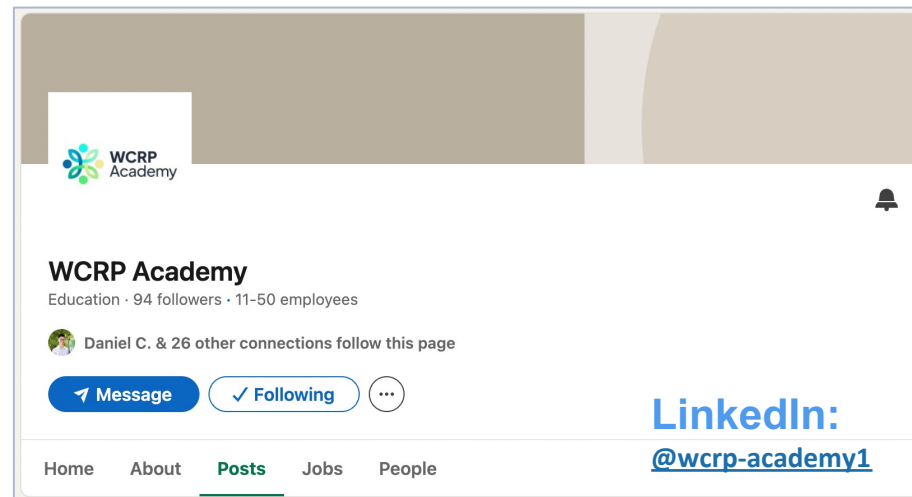 WCRP
Academy
WCRP Academy
Education · 94 followers · 11-50 employees
Daniel C. & 26 other connections follow this page
Message
Following
LinkedIn:
@wcrp-academy1
Home About Posts Jobs People